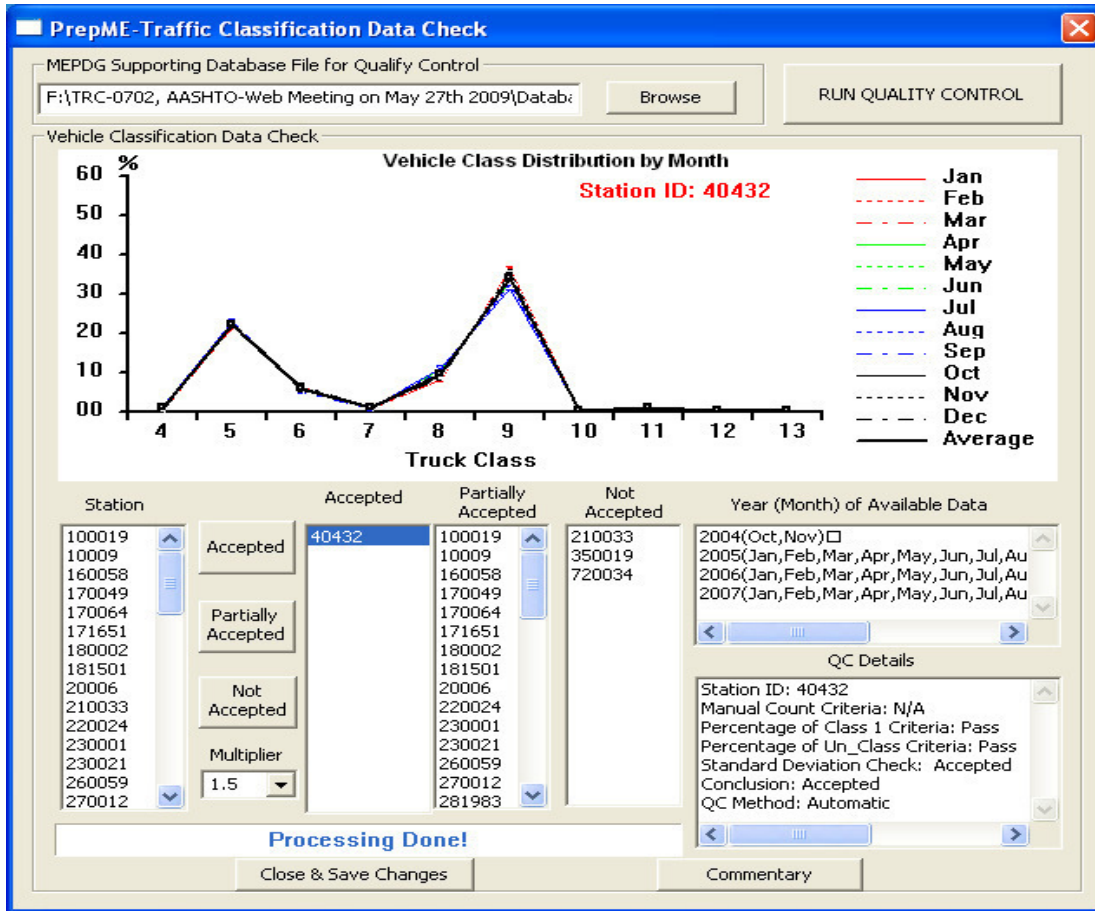 PrepME-Traffic Classification Data Check
MEPDG Supporting Database File for Qualify Control
F:\TRC-0702, AASHTO-Web Meeting on May 27th 2009\Databa
Browse
RUN QUALITY CONTROL
Vehicle Classification Data Check
%
Vehicle Class Distribution by Month
Station ID: 40432
60
50
40
30
20
10
00
4 5 6 7 8 9 10 11 12 13
Truck Class
Jan
Feb
Mar
Apr
May
Jun
Jul
Aug
Sep
Oct
Nov
Dec
Average
Station
100019
10009
160058
170049
170064
171651
180002
181501
20006
210033
220024
230001
230021
260059
270012
Accepted
Partially
Accepted
Not
Accepted
Multiplier
1.5
Accepted
40432
Partially
Accepted
100019
10009
160058
170049
170064
171651
180002
181501
20006
220024
230001
230021
260059
270012
281983
Not
Accepted
210033
350019
720034
Year (Month) of Available Data
2004(Oct,Nov)
2005(Jan,Feb,Mar,Apr,May,Jun,Jul,Au
2006(Jan,Feb,Mar,Apr,May,Jun,Jul,Au
2007(Jan,Feb,Mar,Apr,May,Jun,Jul,Au
QC Details
Station ID: 40432
Manual Count Criteria: N/A
Percentage of Class 1 Criteria: Pass
Percentage of Un_Class Criteria: Pass
Standard Deviation Check:  Accepted
Conclusion: Accepted
QC Method: Automatic
Processing Done!
Close & Save Changes
Commentary